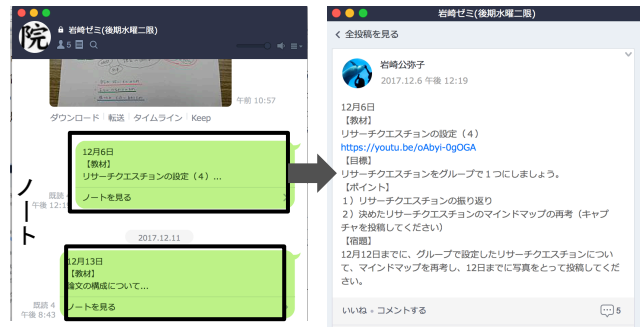 岩崎ゼミ(後期水曜二限)
院
5
午前 10:57
ダウンロード 転送 タイムライン Keep
12月6日
【教材】
リサーチクエスチョンの設定（4）...
ノートを見る
既読 4
午後 12:19
ノート
2017.12.11
12月13日
【教材】
論文の構成について...
ノートを見る
既読 4
午後 8:43
岩崎ゼミ(後期水曜二限)
全投稿を見る
岩崎公弥子
2017.12.6 午後 12:19
12月6日
【教材】
リサーチクエスチョンの設定（４）
https://youtu.be/oAbyi-0gOGA
【目標】
リサーチクエスチョンをグループで１つにしましょう。
【ポイント】
１）リサーチクエスチョンの振り返り
２）決めたリサーチクエスチョンのマインドマップの再考（キャプ
チャを投稿してください）
【宿題】
12月12日までに、グループで設定したリサーチクエスチョンについ
て、マインドマップを再考し、12日までに写真をとって投稿してくだ
さい。
いいね • コメントする
5